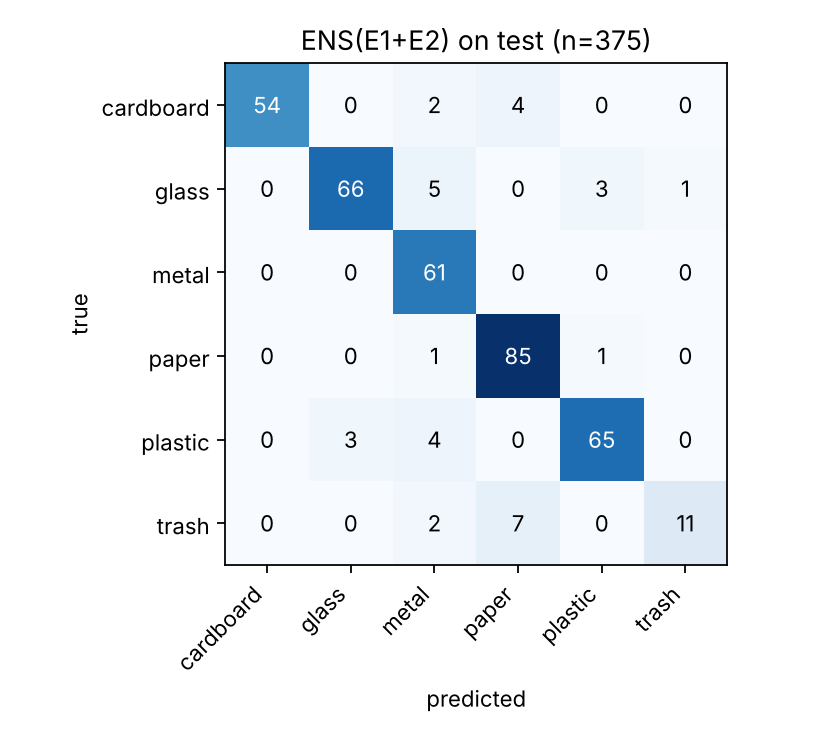 ENS(E1+E2) on test (n=375)
cardboard 54 0 2 4 0 0
glass 0 66 5 0 3 1
metal 0 0 61 0 0 0
paper 0 0 1 85 1 0
plastic 0 3 4 0 65 0
trash 0 0 2 7 0 11
true
cardboard glass metal paper plastic trash
predicted